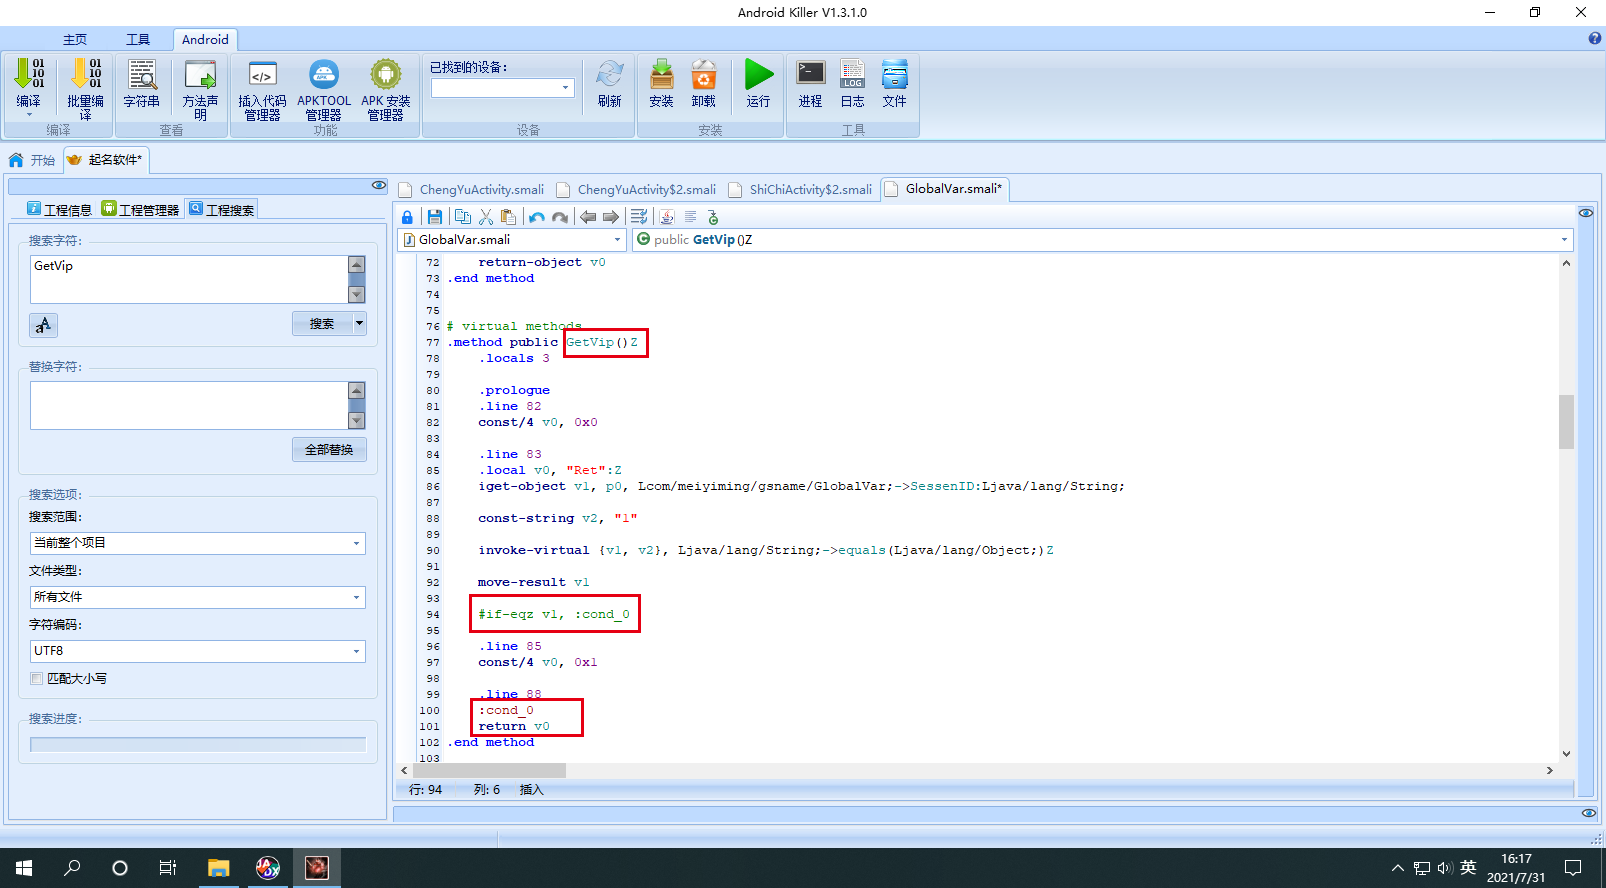 Android Killer V1.3.1.0
主页 工具 Android
编译 批量编译 字符串 方法声明 插入代码管理器 APKTOOL管理器 APK 安装管理器 已找到的设备: 刷新 安装 卸载 运行 进程 日志 文件
编译 查看 功能 设备 安装 工具
开始 起名软件*
工程信息 工程管理器 工程搜索
搜索字符:
GetVip
搜索
替换字符:
全部替换
搜索选项:
搜索范围:
当前整个项目
文件类型:
所有文件
字符编码:
UTF8
匹配大小写
搜索进度:
ChengYuActivity.smali ChengYuActivity$2.smali ShiChiActivity$2.smali GlobalVar.smali*
GlobalVar.smali public GetVip()Z
72 return-object v0
73 .end method
74
75
76 # virtual methods
77 .method public GetVip()Z
78 .locals 3
79
80 .prologue
81 .line 82
82 const/4 v0, 0x0
83
84 .line 83
85 .local v0, "Ret":Z
86 iget-object v1, p0, Lcom/meiyiming/gsname/GlobalVar;->SessenID:Ljava/lang/String;
87
88 const-string v2, "1"
89
90 invoke-virtual {v1, v2}, Ljava/lang/String;->equals(Ljava/lang/Object;)Z
91
92 move-result v1
93
94 #if-eqz v1, :cond_0
95
96 .line 85
97 const/4 v0, 0x1
98
99 .line 88
100 :cond_0
101 return v0
102 .end method
103
行: 94 列: 6 插入
英 16:17
2021/7/31